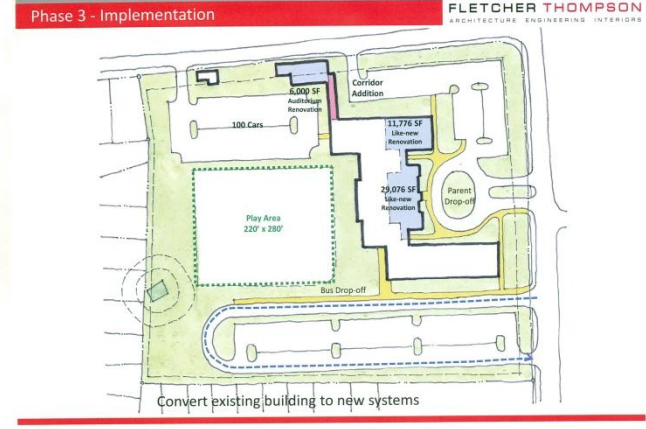 Phase 3 - Implementation
FLETCHER THOMPSON
ARCHITECTURE ENGINEERING INTERIORS
6,000 SF
Auditorium
Renovation
Corridor
Addition
100 Cars
11,776 SF
Like-new
Renovation
29,076 SF
Like-new
Renovation
Parent
Drop-off
Play Area
220' x 280'
Bus Drop-off
Convert existing building to new systems